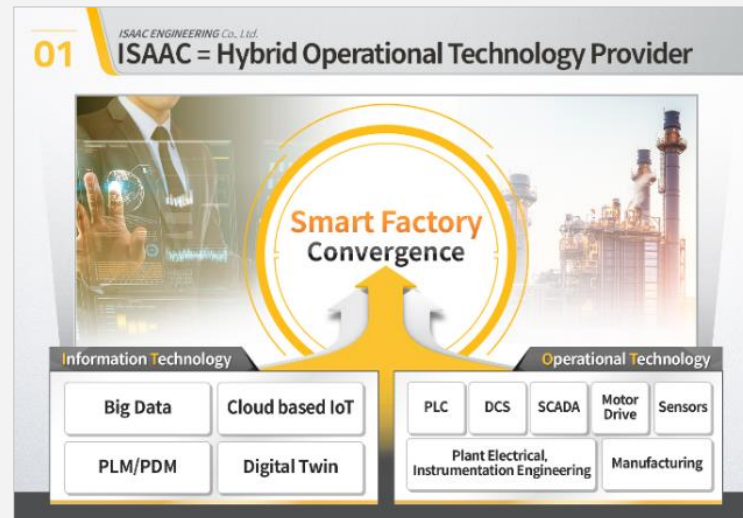 01
ISAAC ENGINEERING Co., Ltd.
ISAAC = Hybrid Operational Technology Provider
Smart Factory
Convergence
Information Technology
Big Data
Cloud based IoT
PLM/PDM
Digital Twin
Operational Technology
PLC
DCS
SCADA
Motor
Drive
Sensors
Plant Electrical,
Instrumentation Engineering
Manufacturing